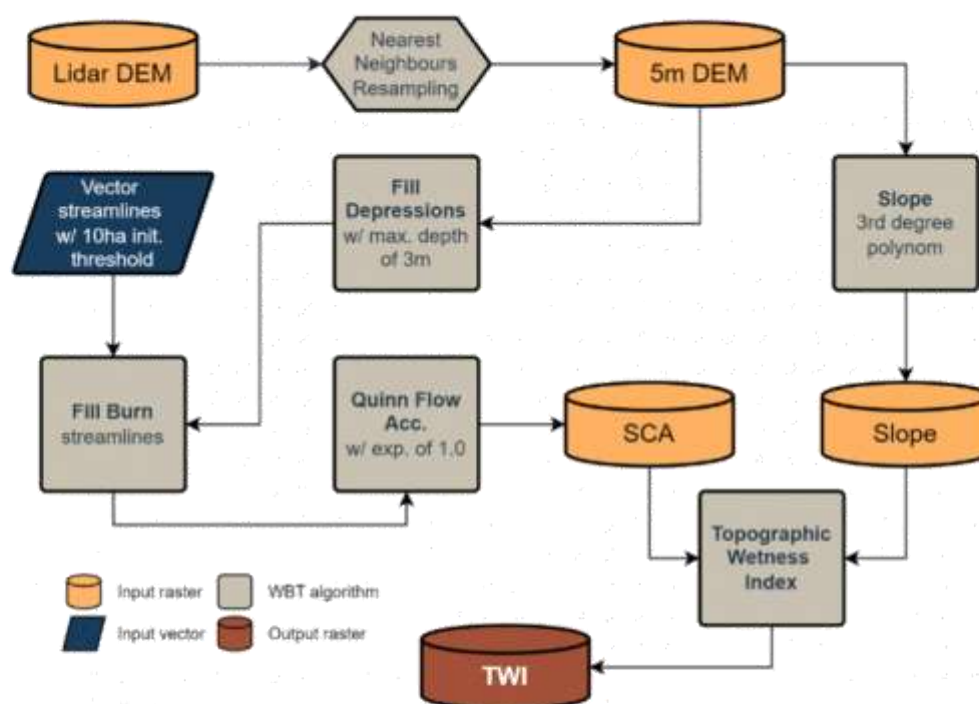 Lidar DEM
Nearest
Neighbours
Resampling
5m DEM
Vector
streamlines
w/ 10ha init.
threshold
Fill
Depressions
w/ max. depth
of 3m
Slope
3rd degree
polynom
Fill Burn
streamlines
Quinn Flow
Acc.
w/ exp. of 1.0
SCA
Slope
Topographic
Wetness
Index
Input raster
WBT algorithm
Input vector
Output raster
TWI